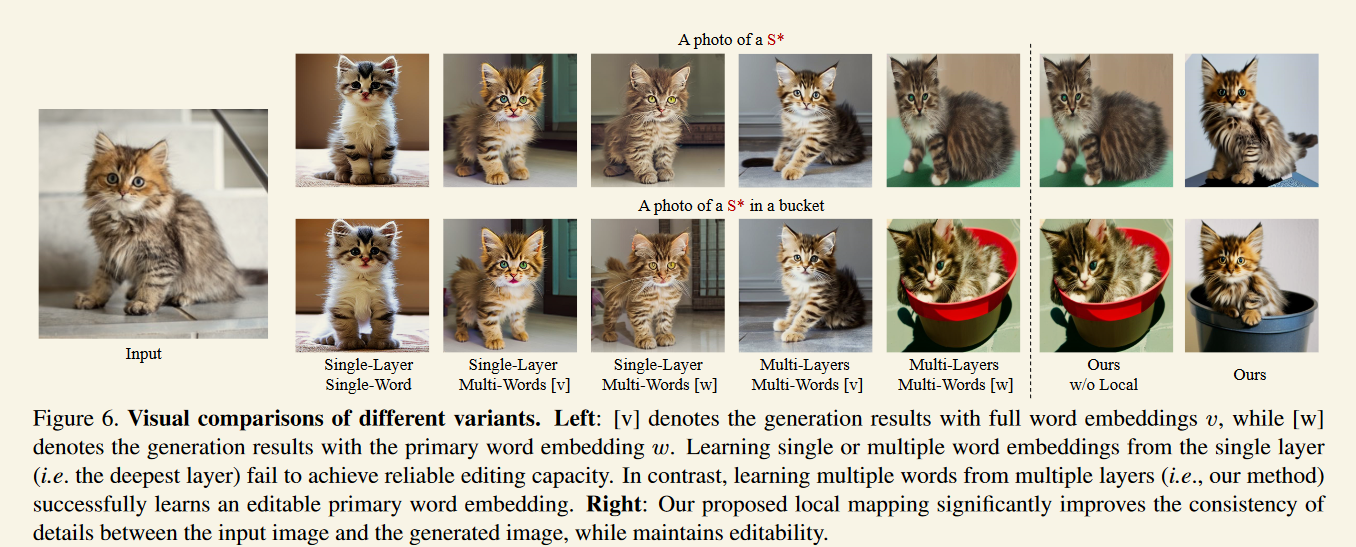 A photo of a S*
A photo of a S* in a bucket
Input
Single-Layer
Single-Word
Single-Layer
Multi-Words [v]
Single-Layer
Multi-Words [w]
Multi-Layers
Multi-Words [v]
Multi-Layers
Multi-Words [w]
Ours
w/o Local
Ours
Figure 6. Visual comparisons of different variants. Left: [v] denotes the generation results with full word embeddings v, while [w]
denotes the generation results with the primary word embedding w. Learning single or multiple word embeddings from the single layer
(i.e. the deepest layer) fail to achieve reliable editing capacity. In contrast, learning multiple words from multiple layers (i.e., our method)
successfully learns an editable primary word embedding. Right: Our proposed local mapping significantly improves the consistency of
details between the input image and the generated image, while maintains editability.